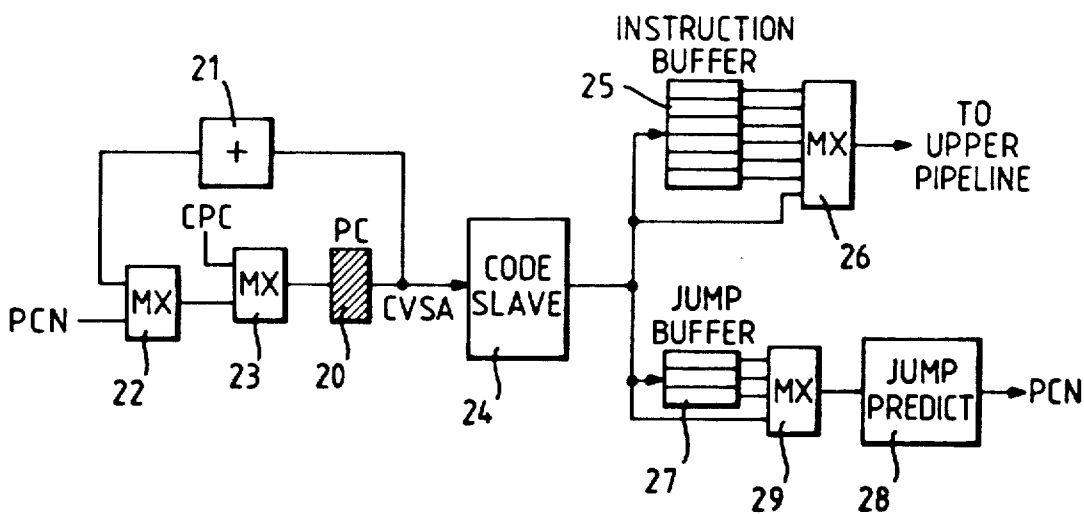 INSTRUCTION
BUFFER
21
25
+
MX
TO
UPPER
PIPELINE
CPC
PC
26
MX
MX
CODE
SLAVE
JUMP
BUFFER
PCN
CVSA
22
23
20
24
MX
JUMP
PREDICT
PCN
27
29
28